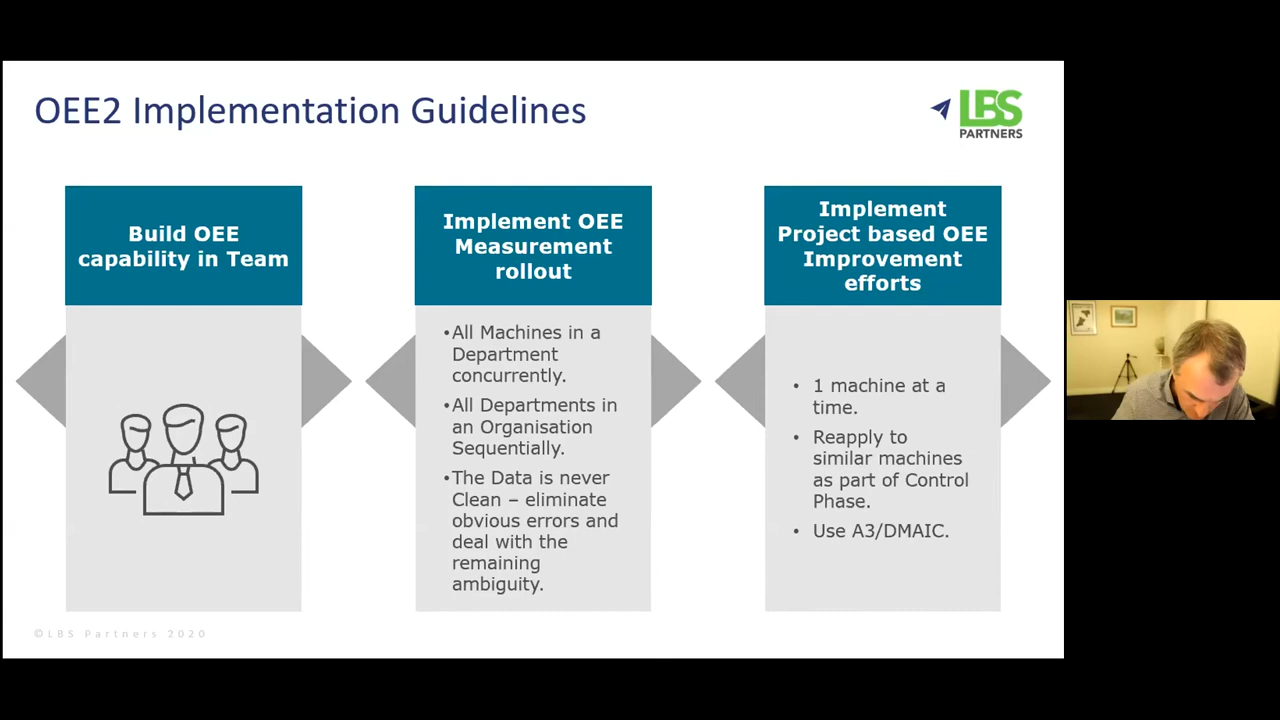 OEE2 Implementation Guidelines
LBS
PARTNERS
Build OEE
capability in Team
Implement OEE
Measurement
rollout
•All Machines in a
Department
concurrently.
•All Departments in
an Organisation
Sequentially.
•The Data is never
Clean – eliminate
obvious errors and
deal with the
remaining
ambiguity.
Implement
Project based OEE
Improvement
efforts
• 1 machine at a
time.
• Reapply to
similar machines
as part of Control
Phase.
• Use A3/DMAIC.
©LBS Partners 2020